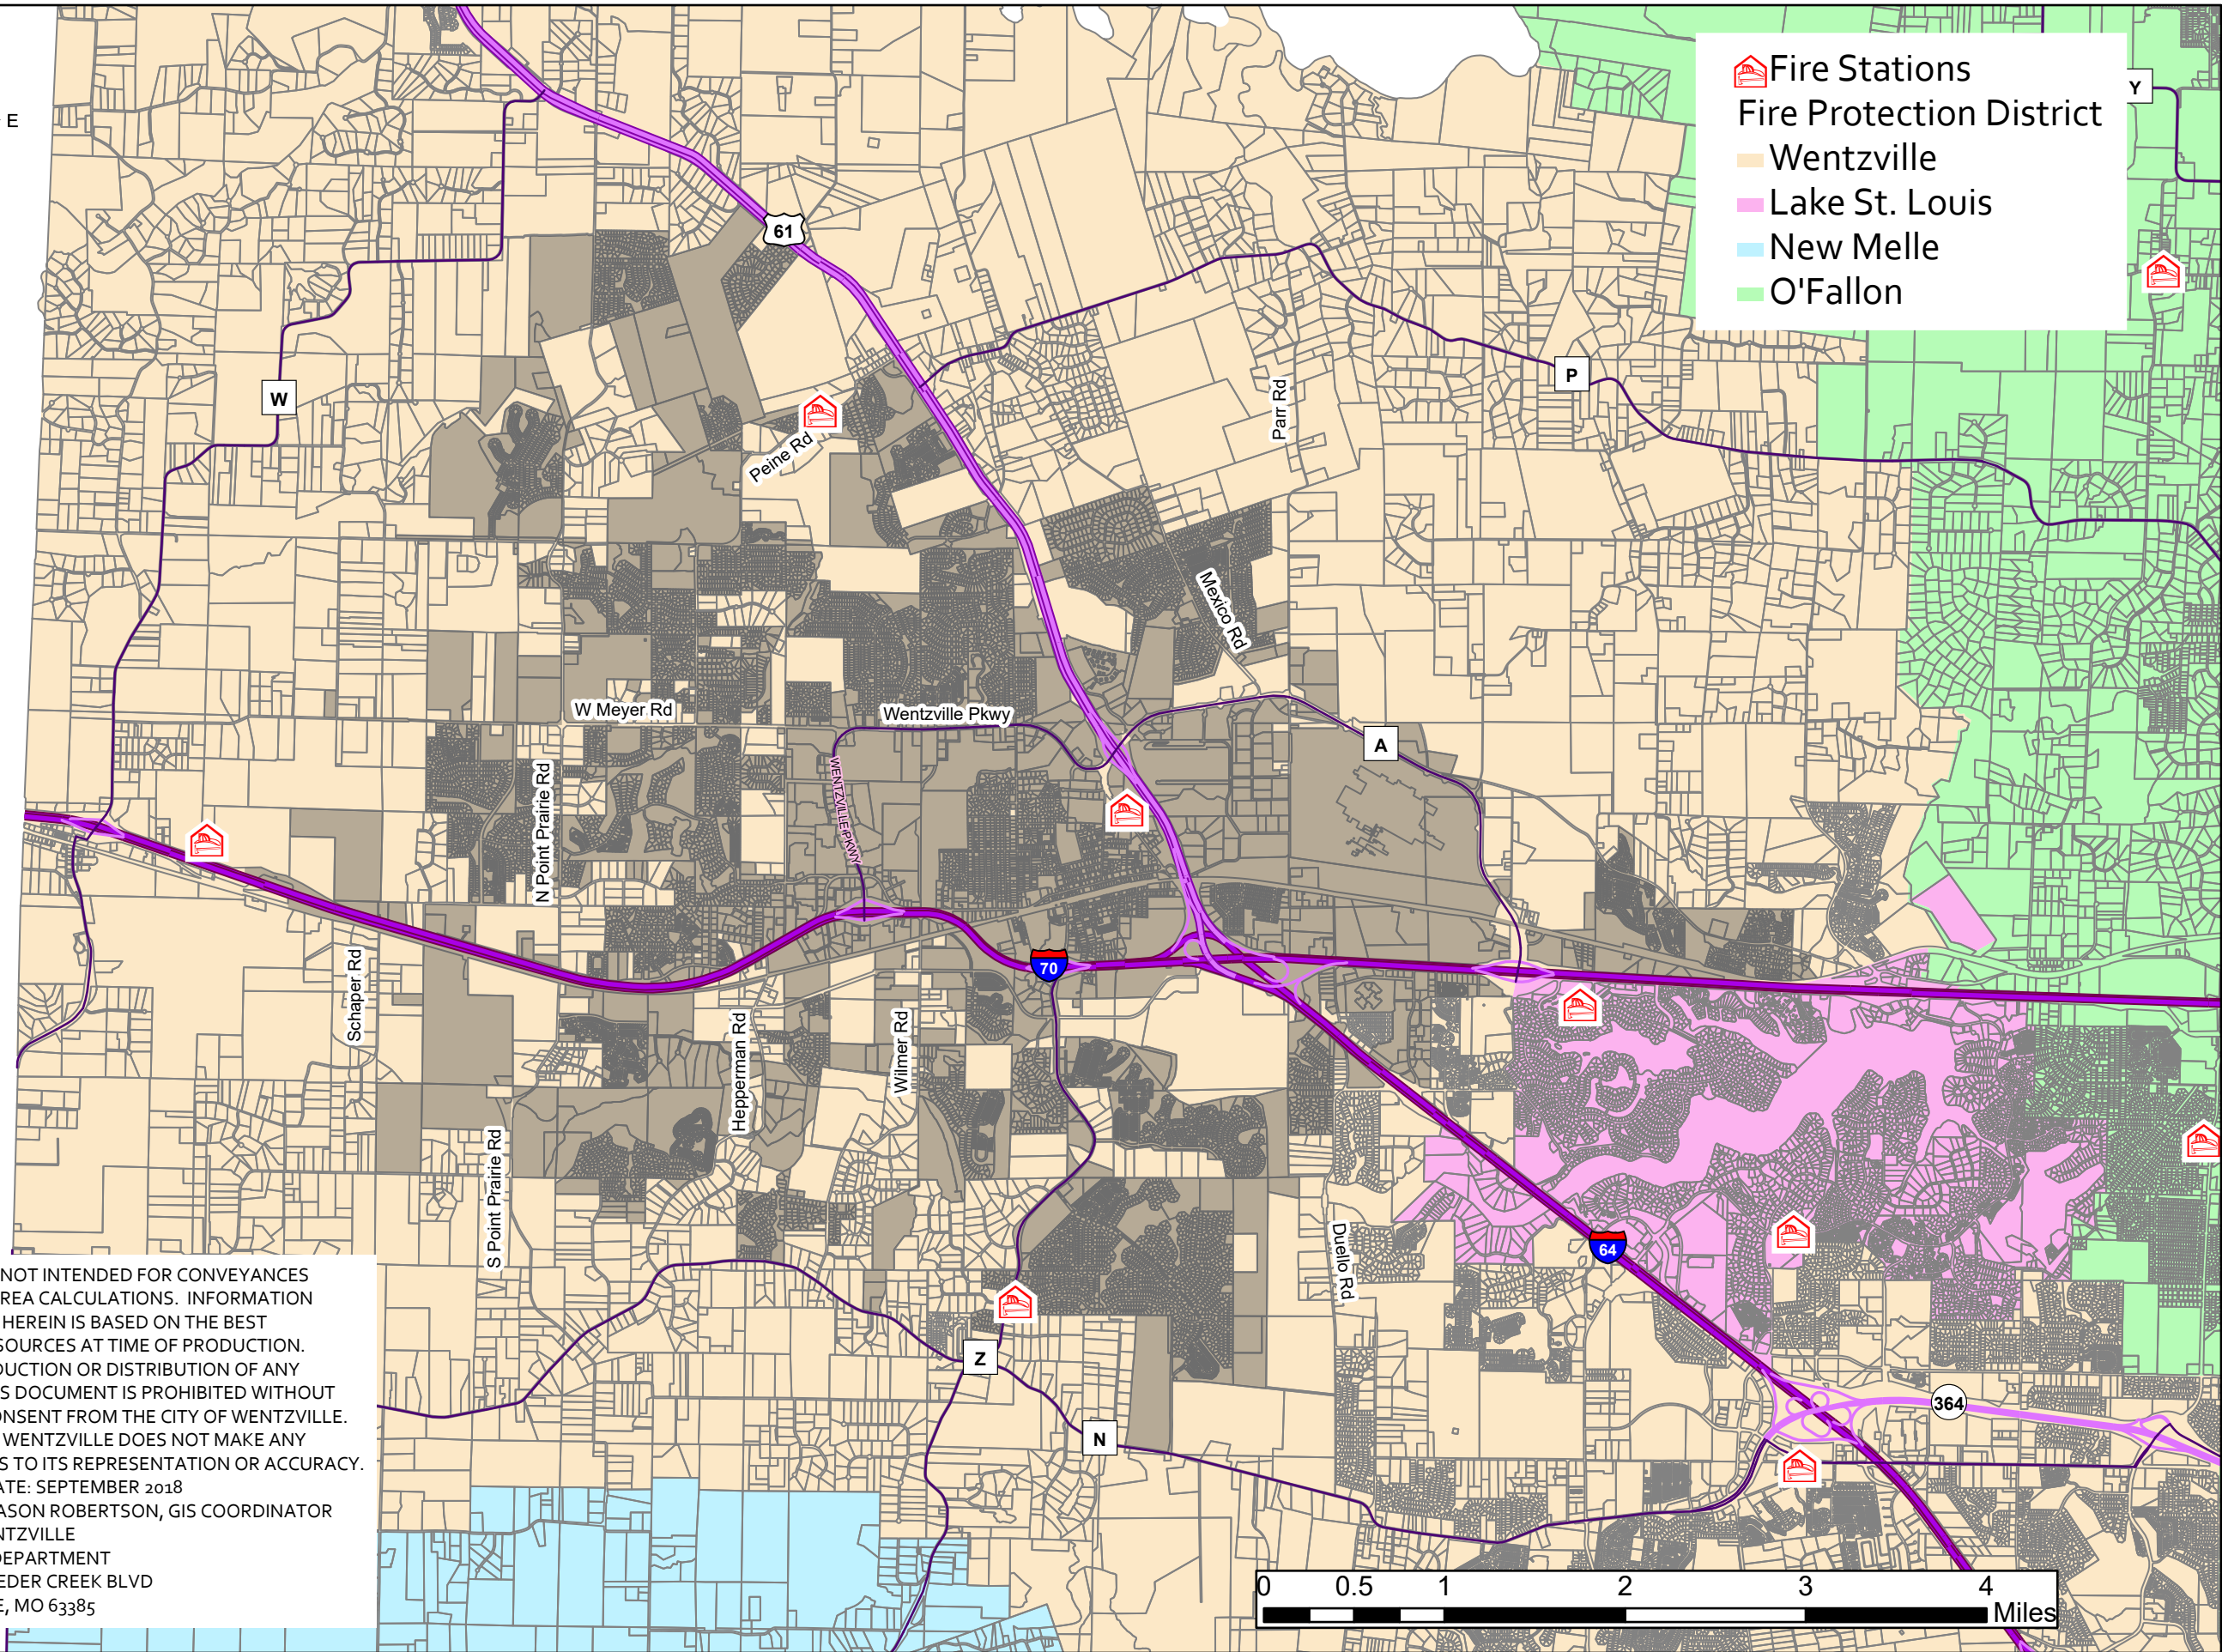 Fire Stations
Fire Protection District
Wentzville
Lake St. Louis
New Melle
O'Fallon
Y
E
61
W
P
Parr Rd
Peine Rd
Mexico Rd
W Meyer Rd
Wentzville Pkwy
A
WENTZVILLE PKWY
N Point Prairie Rd
70
Schaper Rd
Hepperman Rd
Wilmer Rd
S Point Prairie Rd
Duello Rd
64
Z
364
N
NOT INTENDED FOR CONVEYANCES
REA CALCULATIONS. INFORMATION
HEREIN IS BASED ON THE BEST
SOURCES AT TIME OF PRODUCTION.
DUCTION OR DISTRIBUTION OF ANY
S DOCUMENT IS PROHIBITED WITHOUT
ONSENT FROM THE CITY OF WENTZVILLE.
WENTZVILLE DOES NOT MAKE ANY
S TO ITS REPRESENTATION OR ACCURACY.
ATE: SEPTEMBER 2018
ASON ROBERTSON, GIS COORDINATOR
NTZVILLE
DEPARTMENT
EDER CREEK BLVD
E, MO 63385
0 0.5 1 2 3 4
Miles